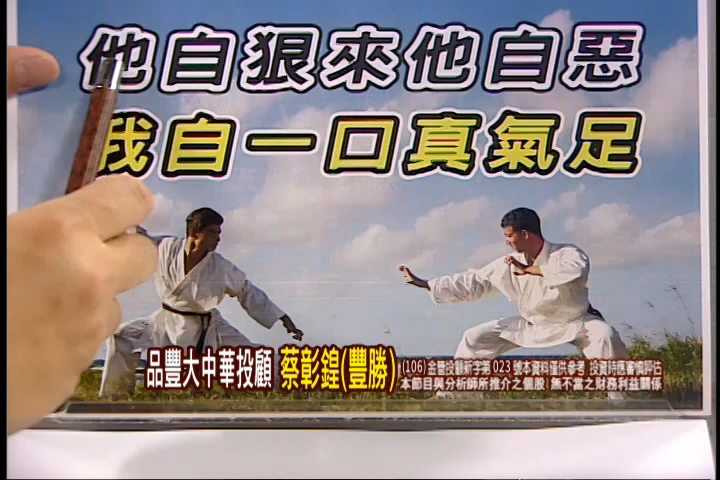 他自狠來他自惡
我自一口真氣足
品豐大中華投顧 蔡彰鍠(豐勝)
(106)金管投顧新字第 023 號本資料僅供參考 投資時應審慎評估
本節目與分析師所推介之個股 無不當之財務利益關係